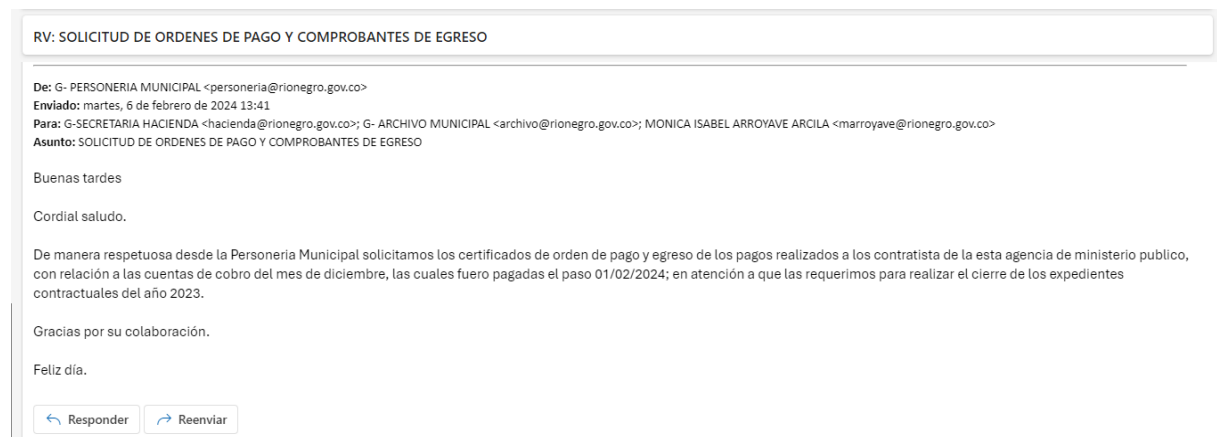 RV: SOLICITUD DE ORDENES DE PAGO Y COMPROBANTES DE EGRESO
De: G- PERSONERIA MUNICIPAL <personeria@rionegro.gov.co>
Enviado: martes, 6 de febrero de 2024 13:41
Para: G-SECRETARIA HACIENDA <hacienda@rionegro.gov.co>; G- ARCHIVO MUNICIPAL <archivo@rionegro.gov.co>; MONICA ISABEL ARROYAVE ARCILA <marroyave@rionegro.gov.co>
Asunto: SOLICITUD DE ORDENES DE PAGO Y COMPROBANTES DE EGRESO
Buenas tardes
Cordial saludo.
De manera respetuosa desde la Personeria Municipal solicitamos los certificados de orden de pago y egreso de los pagos realizados a los contratista de la esta agencia de ministerio publico,
con relación a las cuentas de cobro del mes de diciembre, las cuales fuero pagadas el paso 01/02/2024; en atención a que las requerimos para realizar el cierre de los expedientes
contractuales del año 2023.
Gracias por su colaboración.
Feliz día.
Responder Reenviar